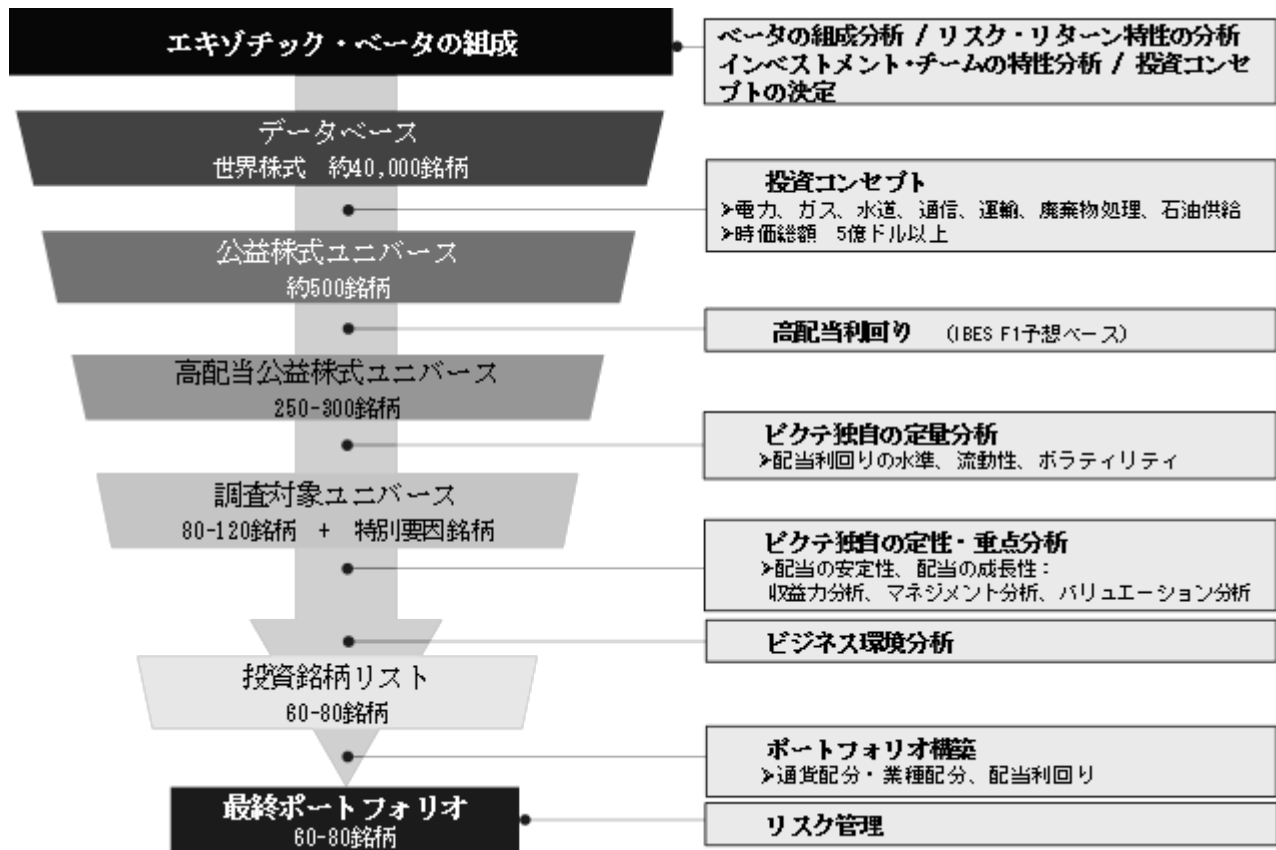 エキゾチック・ベータの組成
ベータの組成分析 / リスク・リターン特性の分析
インベストメント・チームの特性分析 / 投資コンセ
プトの決定
データベース
世界株式 約40,000銘柄
投資コンセプト
➢電力、ガス、水道、通信、運輸、廃棄物処理、石油供給
➢時価総額 5億ドル以上
公益株式ユニバース
約500銘柄
高配当利回り (IBES F1予想ベース)
高配当公益株式ユニバース
250-300銘柄
ピクテ独自の定量分析
➢配当利回りの水準、流動性、ボラティリティ
調査対象ユニバース
80-120銘柄 + 特別要因銘柄
ピクテ独自の定性・重点分析
➢配当の安定性、配当の成長性:
収益力分析、マネジメント分析、バリュエーション分析
ビジネス環境分析
投資銘柄リスト
60-80銘柄
ポートフォリオ構築
➢通貨配分・業種配分、配当利回り
最終ポートフォリオ
60-80銘柄
リスク管理